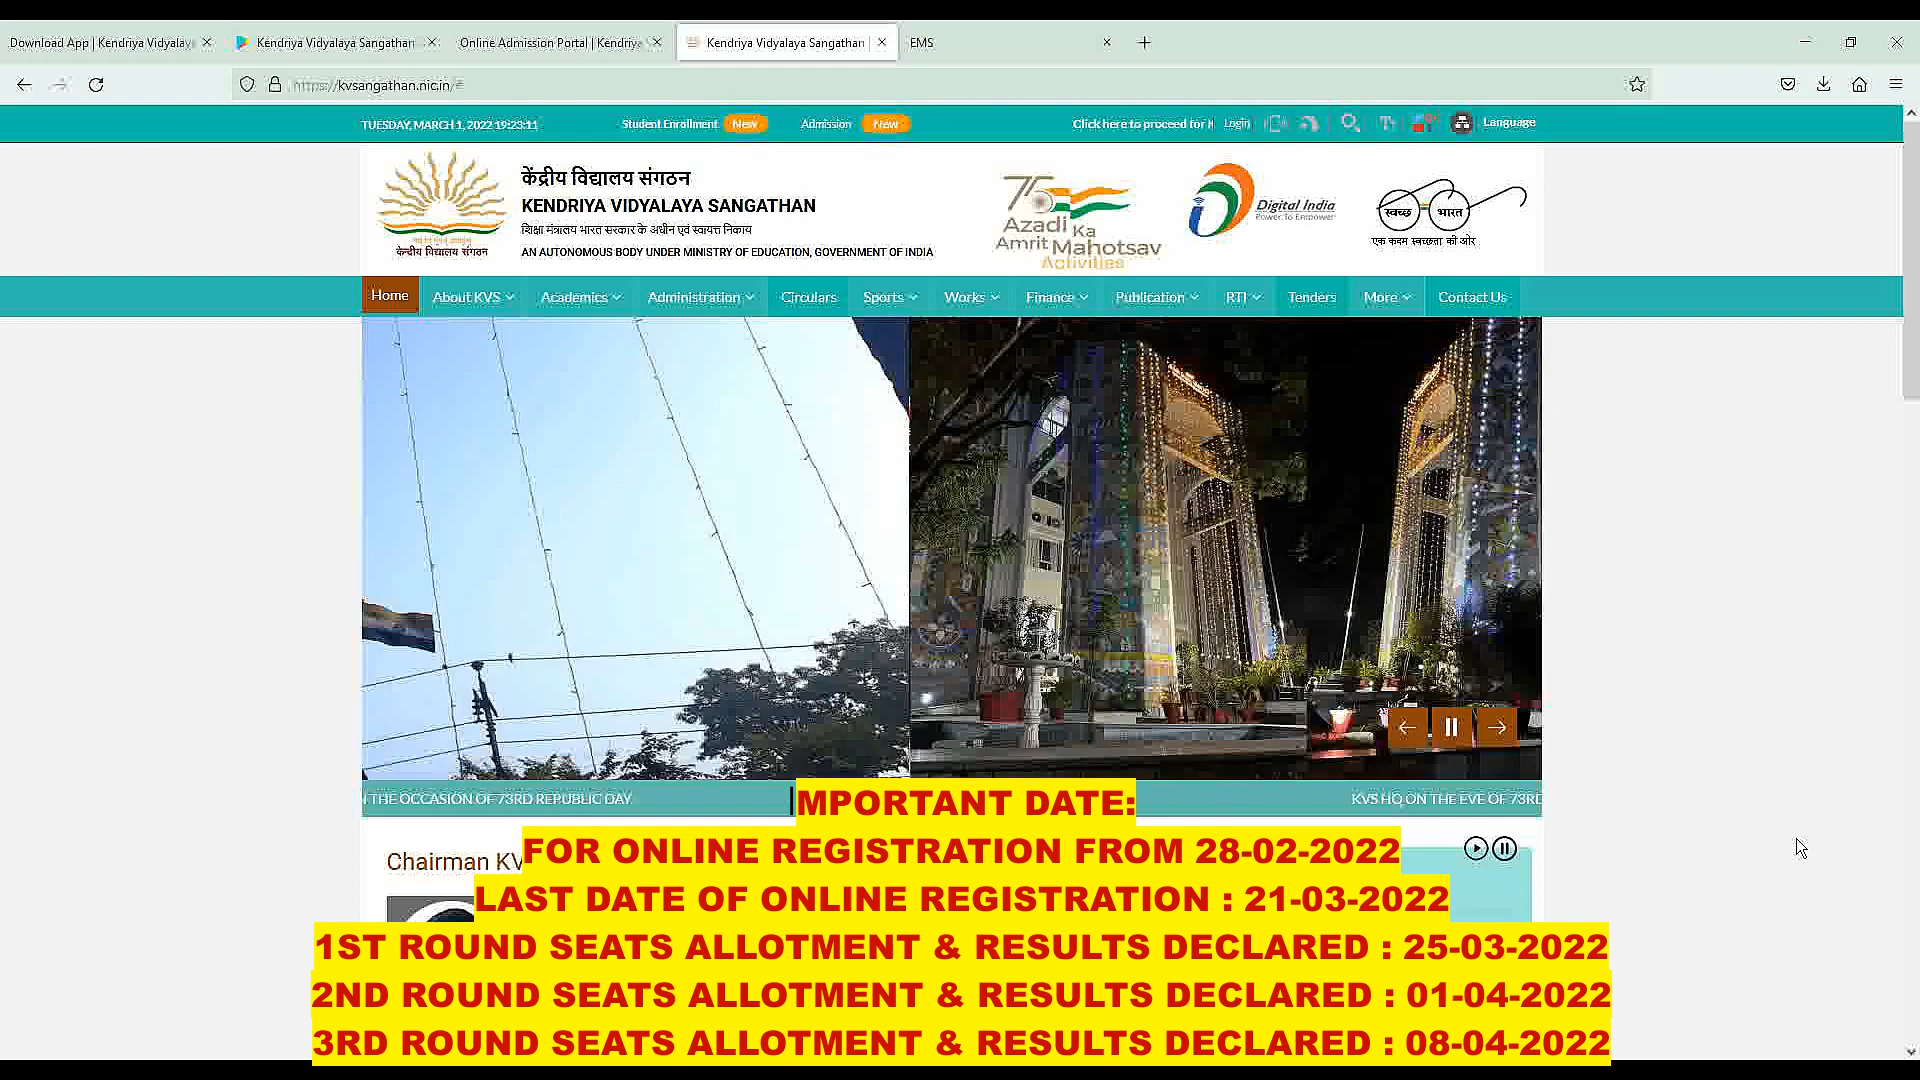 Download App | Kendriya Vidyalay
Kendriya Vidyalaya Sangathan
Online Admission Portal | Kendriya V
Kendriya Vidyalaya Sangathan |
EMS
https://kvsangathan.nic.in/#
TUESDAY, MARCH 1, 2022 19:23:11
Student Enrollment New
Admission New
Click here to proceed for
Login
Language
केंद्रीय विद्यालय संगठन
KENDRIYA VIDYALAYA SANGATHAN
शिक्षा मंत्रालय भारत सरकार के अधीन एवं स्वायत्त निकाय
AN AUTONOMOUS BODY UNDER MINISTRY OF EDUCATION, GOVERNMENT OF INDIA
केन्द्रीय विद्यालय संगठन
75
Azadi Ka
Amrit Mahotsav
Activities
Digital India
Power To Empower
स्वच्छ भारत
एक कदम स्वच्छता की ओर
Home
About KVS
Academics
Administration
Circulars
Sports
Works
Finance
Publication
RTI
Tenders
More
Contact Us
N THE OCCASION OF 73RD REPUBLIC DAY
KVS HQ ON THE EVE OF 73RD
MPORTANT DATE:
Chairman KV
FOR ONLINE REGISTRATION FROM 28-02-2022
LAST DATE OF ONLINE REGISTRATION : 21-03-2022
1ST ROUND SEATS ALLOTMENT & RESULTS DECLARED : 25-03-2022
2ND ROUND SEATS ALLOTMENT & RESULTS DECLARED : 01-04-2022
3RD ROUND SEATS ALLOTMENT & RESULTS DECLARED : 08-04-2022